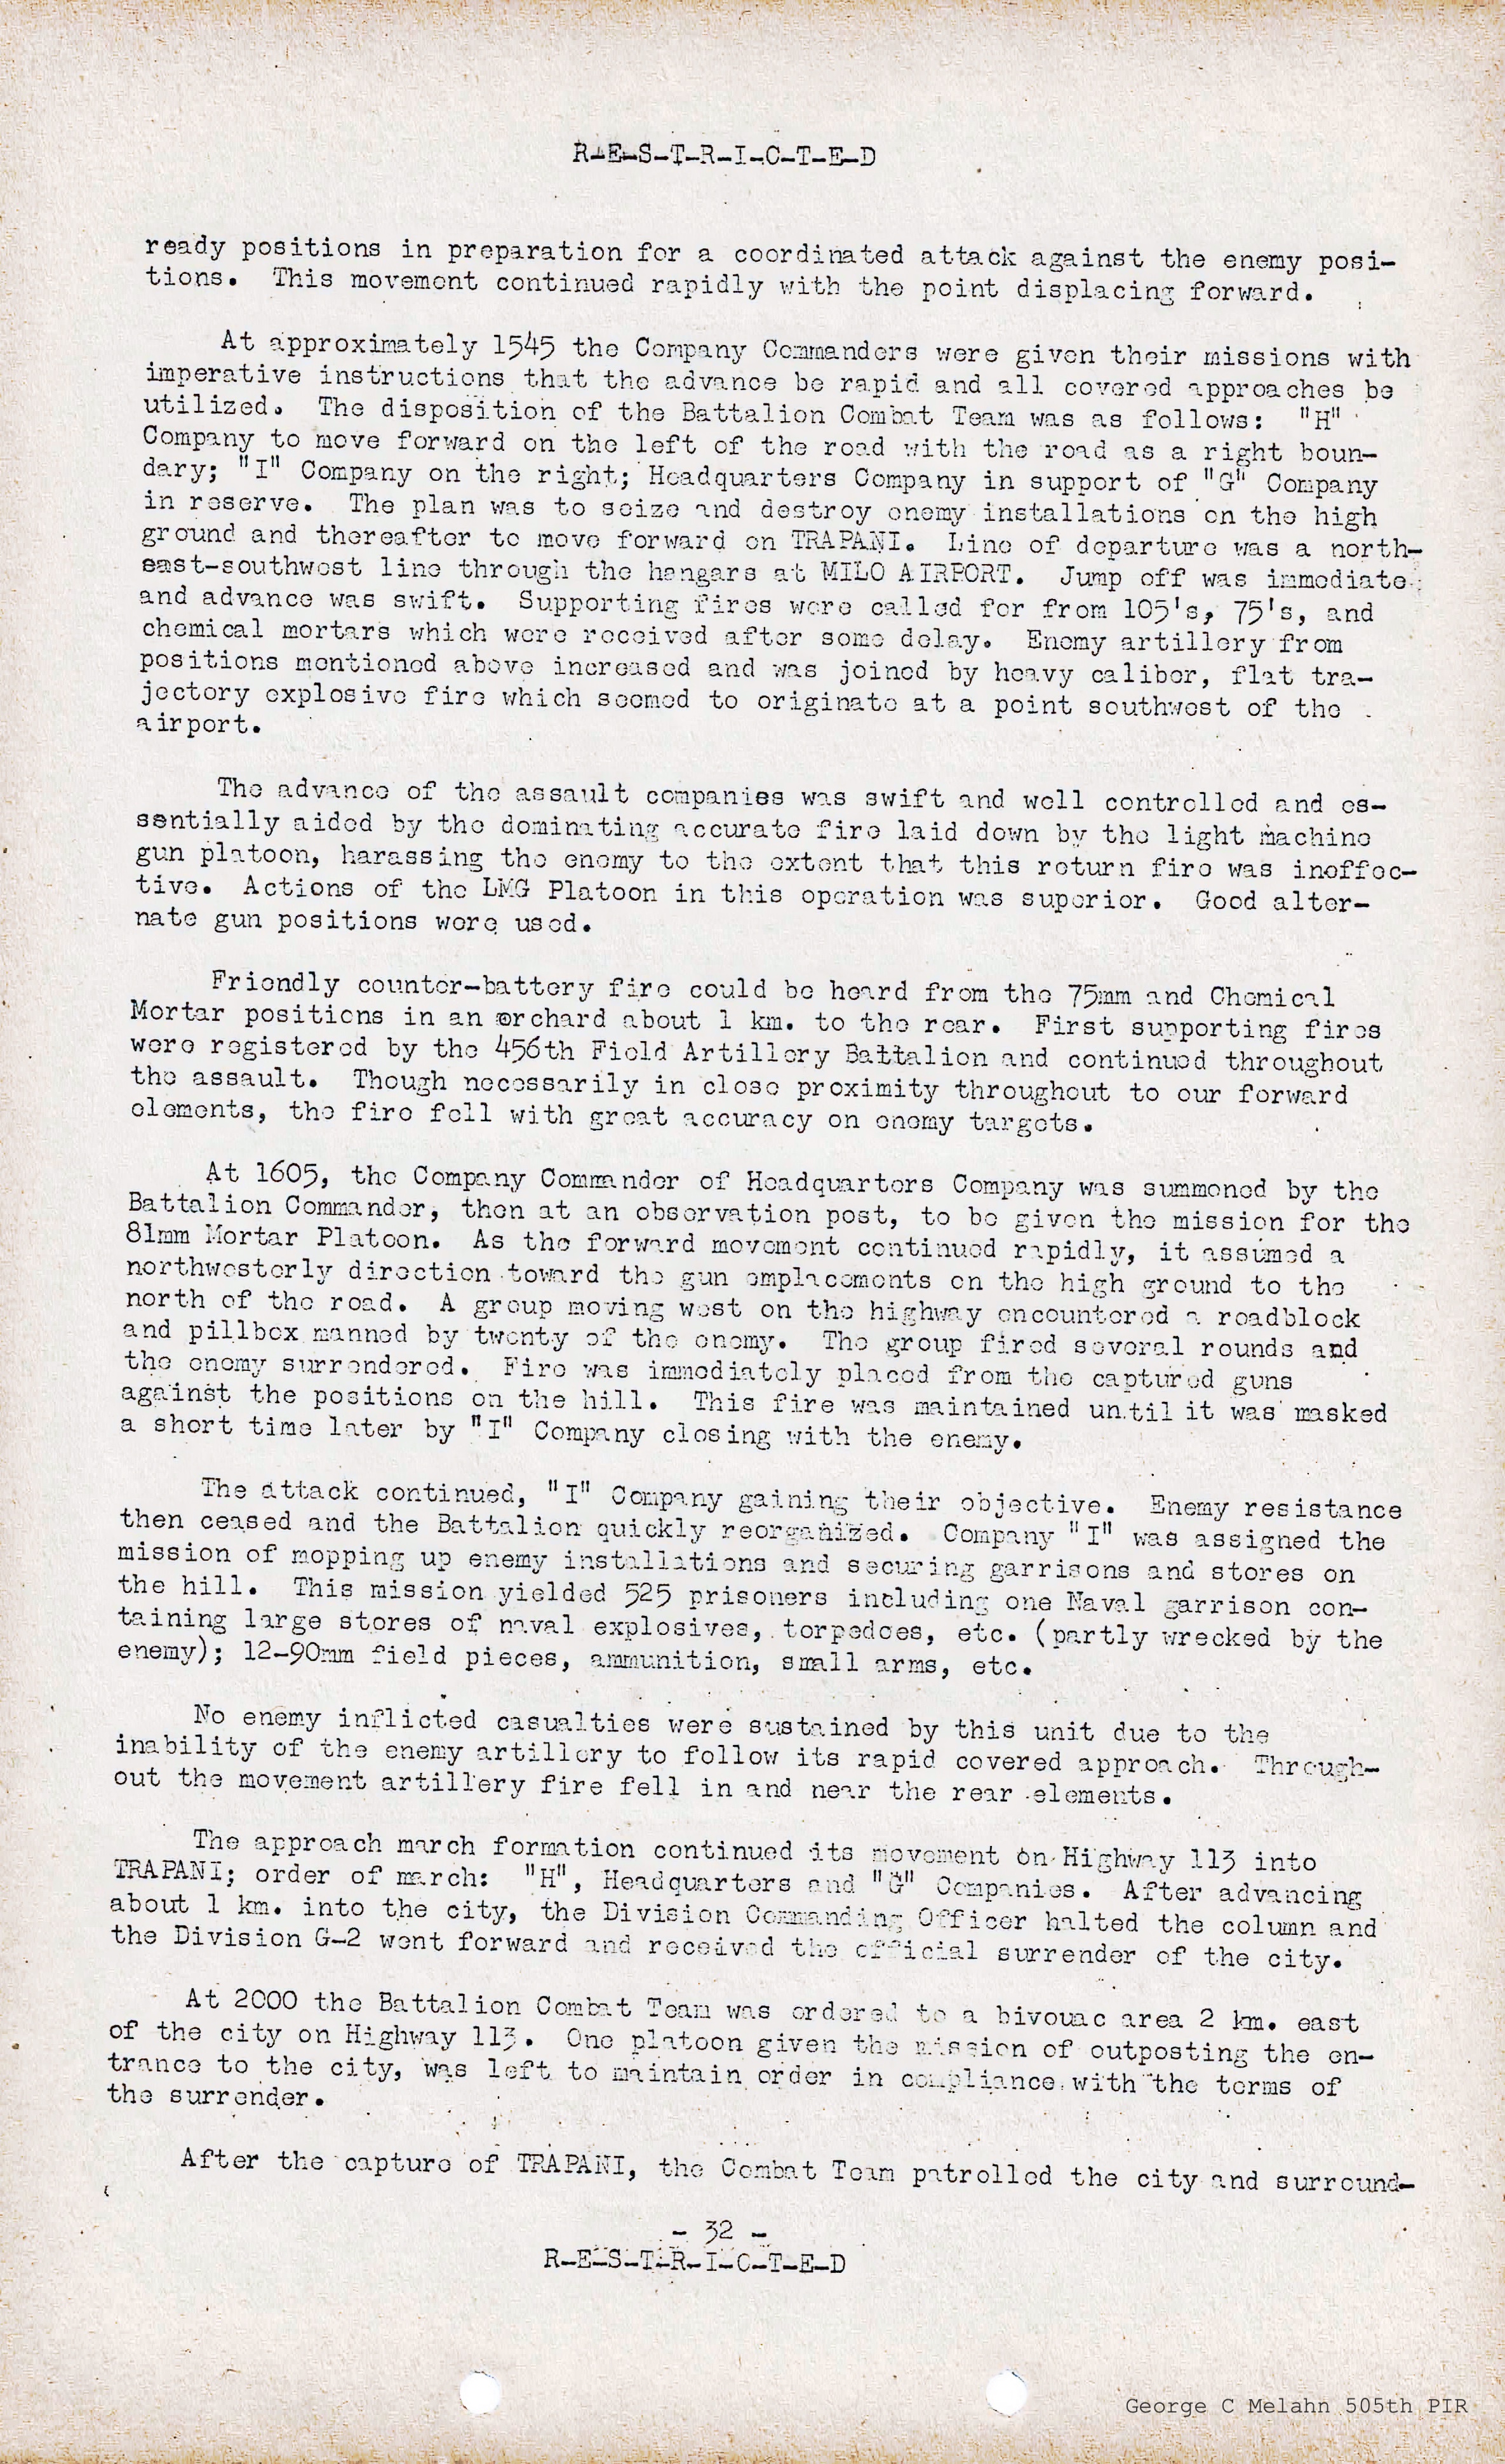 R-E-S-T-R-I-C-T-E-D
ready positions in preparation for a coordinated attack against the enemy posi-
tions. This movement continued rapidly with the point displacing forward.
At approximately 1545 the Company Commanders were given their missions with
imperative instructions that the advance be rapid and all covered approaches be
utilized. The disposition of the Battalion Combat Team was as follows: "H"
Company to move forward on the left of the road with the road as a right boun-
dary; "I" Company on the right; Headquarters Company in support of "G" Company
in reserve. The plan was to seize and destroy enemy installations on the high
ground and thereafter to move forward on TRAPANI. Line of departure was a north-
east-southwest line through the hangars at MILO AIRPORT. Jump off was immediate
and advance was swift. Supporting fires were called for from 105's, 75's, and
chemical mortars which were received after some delay. Enemy artillery from
positions mentioned above increased and was joined by heavy caliber, flat tra-
jectory explosive fire which seemed to originate at a point southwest of the
airport.
The advance of the assault companies was swift and well controlled and es-
sentially aided by the dominating accurate fire laid down by the light machine
gun platoon, harassing the enemy to the extent that this return fire was ineffec-
tive. Actions of the LMG Platoon in this operation was superior. Good alter-
nate gun positions were used.
Friendly counter-battery fire could be heard from the 75mm and Chemical
Mortar positions in an orchard about 1 km. to the rear. First supporting fires
were registered by the 456th Field Artillery Battalion and continued throughout
the assault. Though necessarily in close proximity throughout to our forward
elements, the fire fell with great accuracy on enemy targets.
At 1605, the Company Commander of Headquarters Company was summoned by the
Battalion Commander, then at an observation post, to be given the mission for the
81mm Mortar Platoon. As the forward movement continued rapidly, it assumed a
northwesterly direction toward the gun emplacements on the high ground to the
north of the road. A group moving west on the highway encountered a roadblock
and pillbox manned by twenty of the enemy. The group fired several rounds and
the enemy surrendered. Fire was immediately placed from the captured guns
against the positions on the hill. This fire was maintained until it was masked
a short time later by "I" Company closing with the enemy.
The attack continued, "I" Company gaining their objective. Enemy resistance
then ceased and the Battalion quickly reorganized. Company "I" was assigned the
mission of mopping up enemy installations and securing garrisons and stores on
the hill. This mission yielded 525 prisoners including one Naval garrison con-
taining large stores of naval explosives, torpedoes, etc. (partly wrecked by the
enemy); 12-90mm field pieces, ammunition, small arms, etc.
No enemy inflicted casualties were sustained by this unit due to the
inability of the enemy artillery to follow its rapid covered approach. Through-
out the movement artillery fire fell in and near the rear elements.
The approach march formation continued its movement on Highway 113 into
TRAPANI; order of march: "H", Headquarters and "G" Companies. After advancing
about 1 km. into the city, the Division Commanding Officer halted the column and
the Division G-2 went forward and received the official surrender of the city.
At 2000 the Battalion Combat Team was ordered to a bivouac area 2 km. east
of the city on Highway 113. One platoon given the mission of outposting the en-
trance to the city, was left to maintain order in compliance with the terms of
the surrender.
After the capture of TRAPANI, the Combat Team patrolled the city and surround-
- 32 -
R-E-S-T-R-I-C-T-E-D
George C Melahn 505th PIR